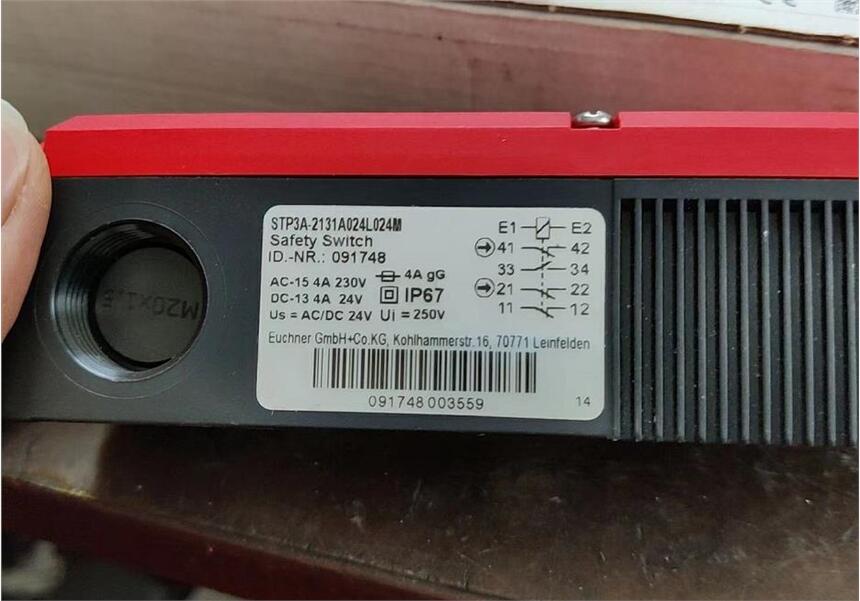 STP3A-2131A024L024M
Safety Switch
ID.-NR.: 091748
AC-15 4A 230V 4A gG
DC-13 4A 24V IP67
Us = AC/DC 24V Ui = 250V
E1 E2
41 42
33 34
21 22
11 12
Euchner GmbH+Co.KG, Kohlhammerstr.16, 70771 Leinfelden
091748 003559
14
M20x1,5